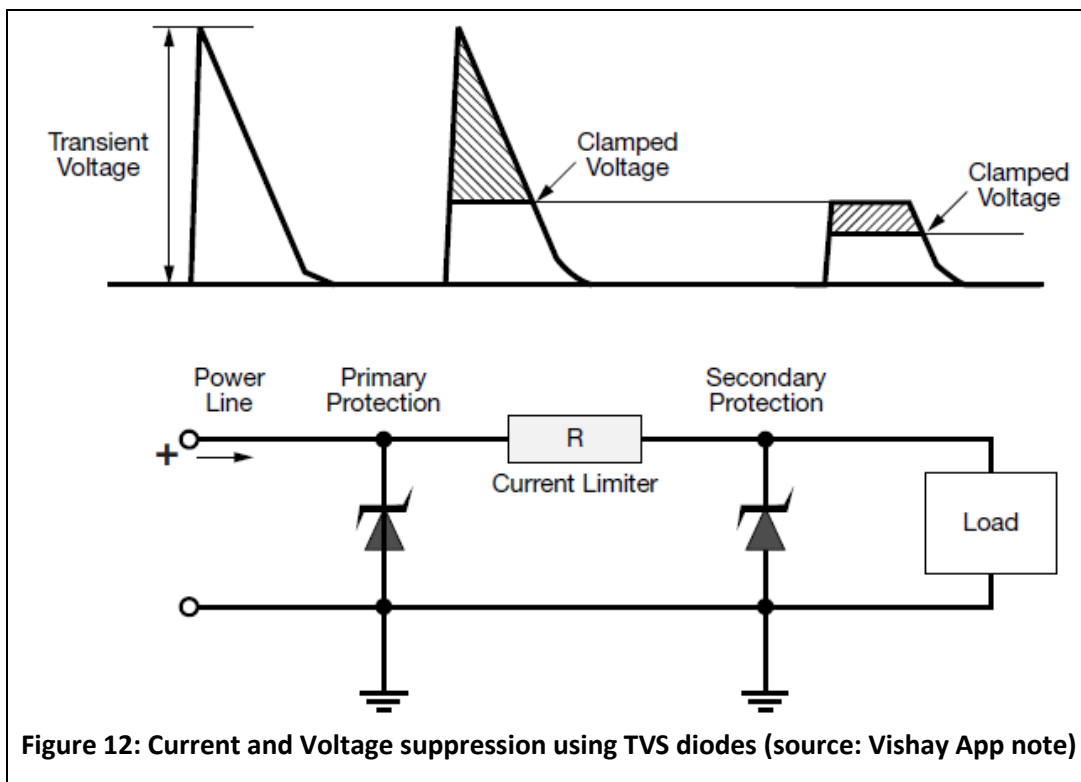 Transient
Voltage
Clamped
Voltage
Clamped
Voltage
Power
Line
Primary
Protection
Secondary
Protection
+
R
Current Limiter
Load
Figure 12: Current and Voltage suppression using TVS diodes (source: Vishay App note)